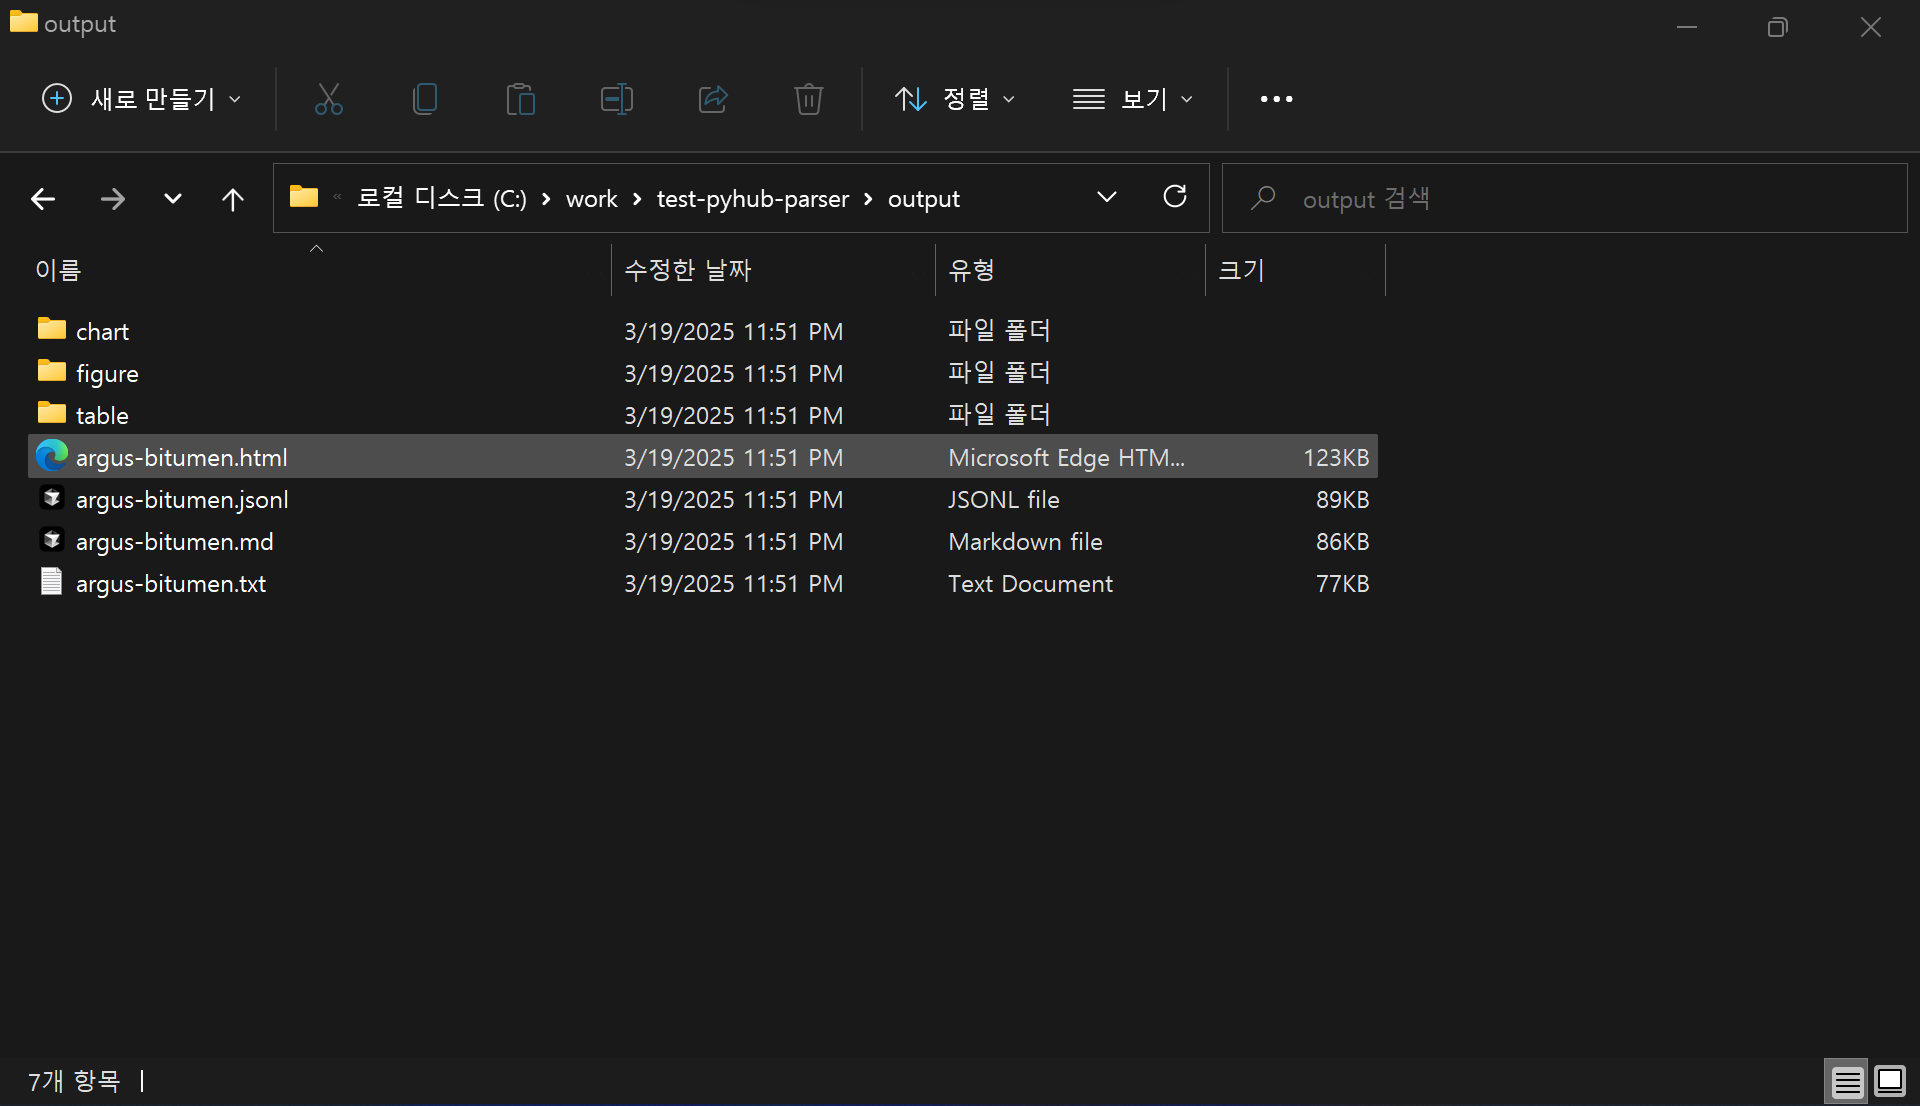 output
새로 만들기
정렬
보기
« 로컬 디스크 (C:) › work › test-pyhub-parser › output
output 검색
이름 수정한 날짜 유형 크기
chart 3/19/2025 11:51 PM 파일 폴더
figure 3/19/2025 11:51 PM 파일 폴더
table 3/19/2025 11:51 PM 파일 폴더
argus-bitumen.html 3/19/2025 11:51 PM Microsoft Edge HTM... 123KB
argus-bitumen.jsonl 3/19/2025 11:51 PM JSONL file 89KB
argus-bitumen.md 3/19/2025 11:51 PM Markdown file 86KB
argus-bitumen.txt 3/19/2025 11:51 PM Text Document 77KB
7개 항목